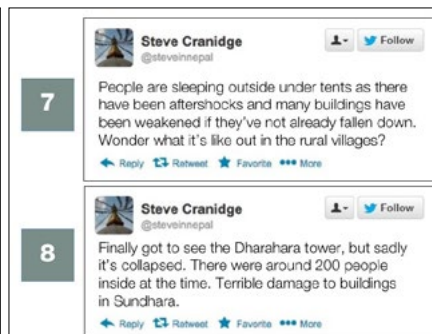 7
Steve Cranidge
@steveinnepal
Follow
People are sleeping outside under tents as there
have been aftershocks and many buildings have
been weakened if they've not already fallen down.
Wonder what it's like out in the rural villages?
Reply Retweet Favorite More
8
Steve Cranidge
@steveinnepal
Follow
Finally got to see the Dharahara tower, but sadly
it's collapsed. There were around 200 people
inside at the time. Terrible damage to buildings
in Sundhara.
Reply Retweet Favorite More